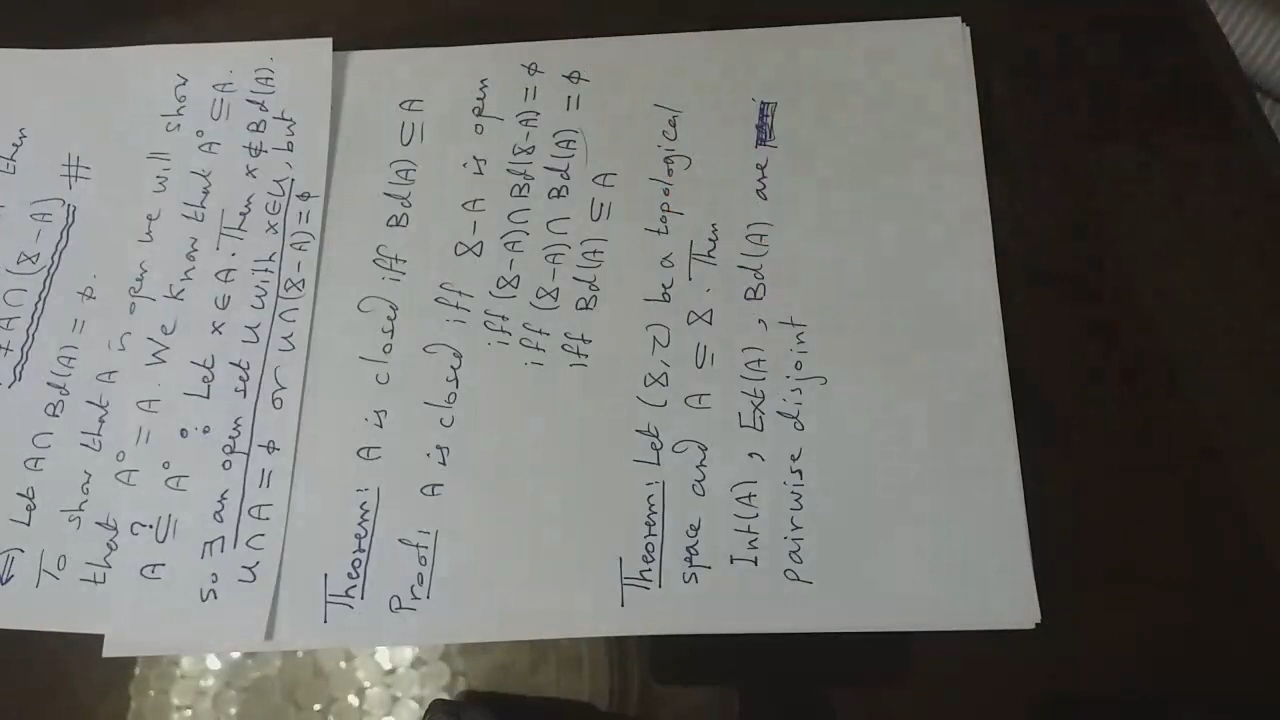 then
≠ A ∩ (X-A) #
⇐) Let A ∩ Bd(A) = φ.
To show that A is open we will show
that A° = A. We know that A° ⊆ A.
A ⊆? A° : Let x ∈ A. Then x ∉ Bd(A).
So ∃ an open set U with x ∈ U, but
U ∩ A = φ or U ∩ (X-A) = φ
Theorem: A is closed iff Bd(A) ⊆ A
Proof: A is closed iff X-A is open
iff (X-A) ∩ Bd(X-A) = φ
iff (X-A) ∩ Bd(A) = φ
iff Bd(A) ⊆ A
Theorem: Let (X, τ) be a topological
space and A ⊆ X. Then
Int(A), Ext(A), Bd(A) are
pairwise disjoint